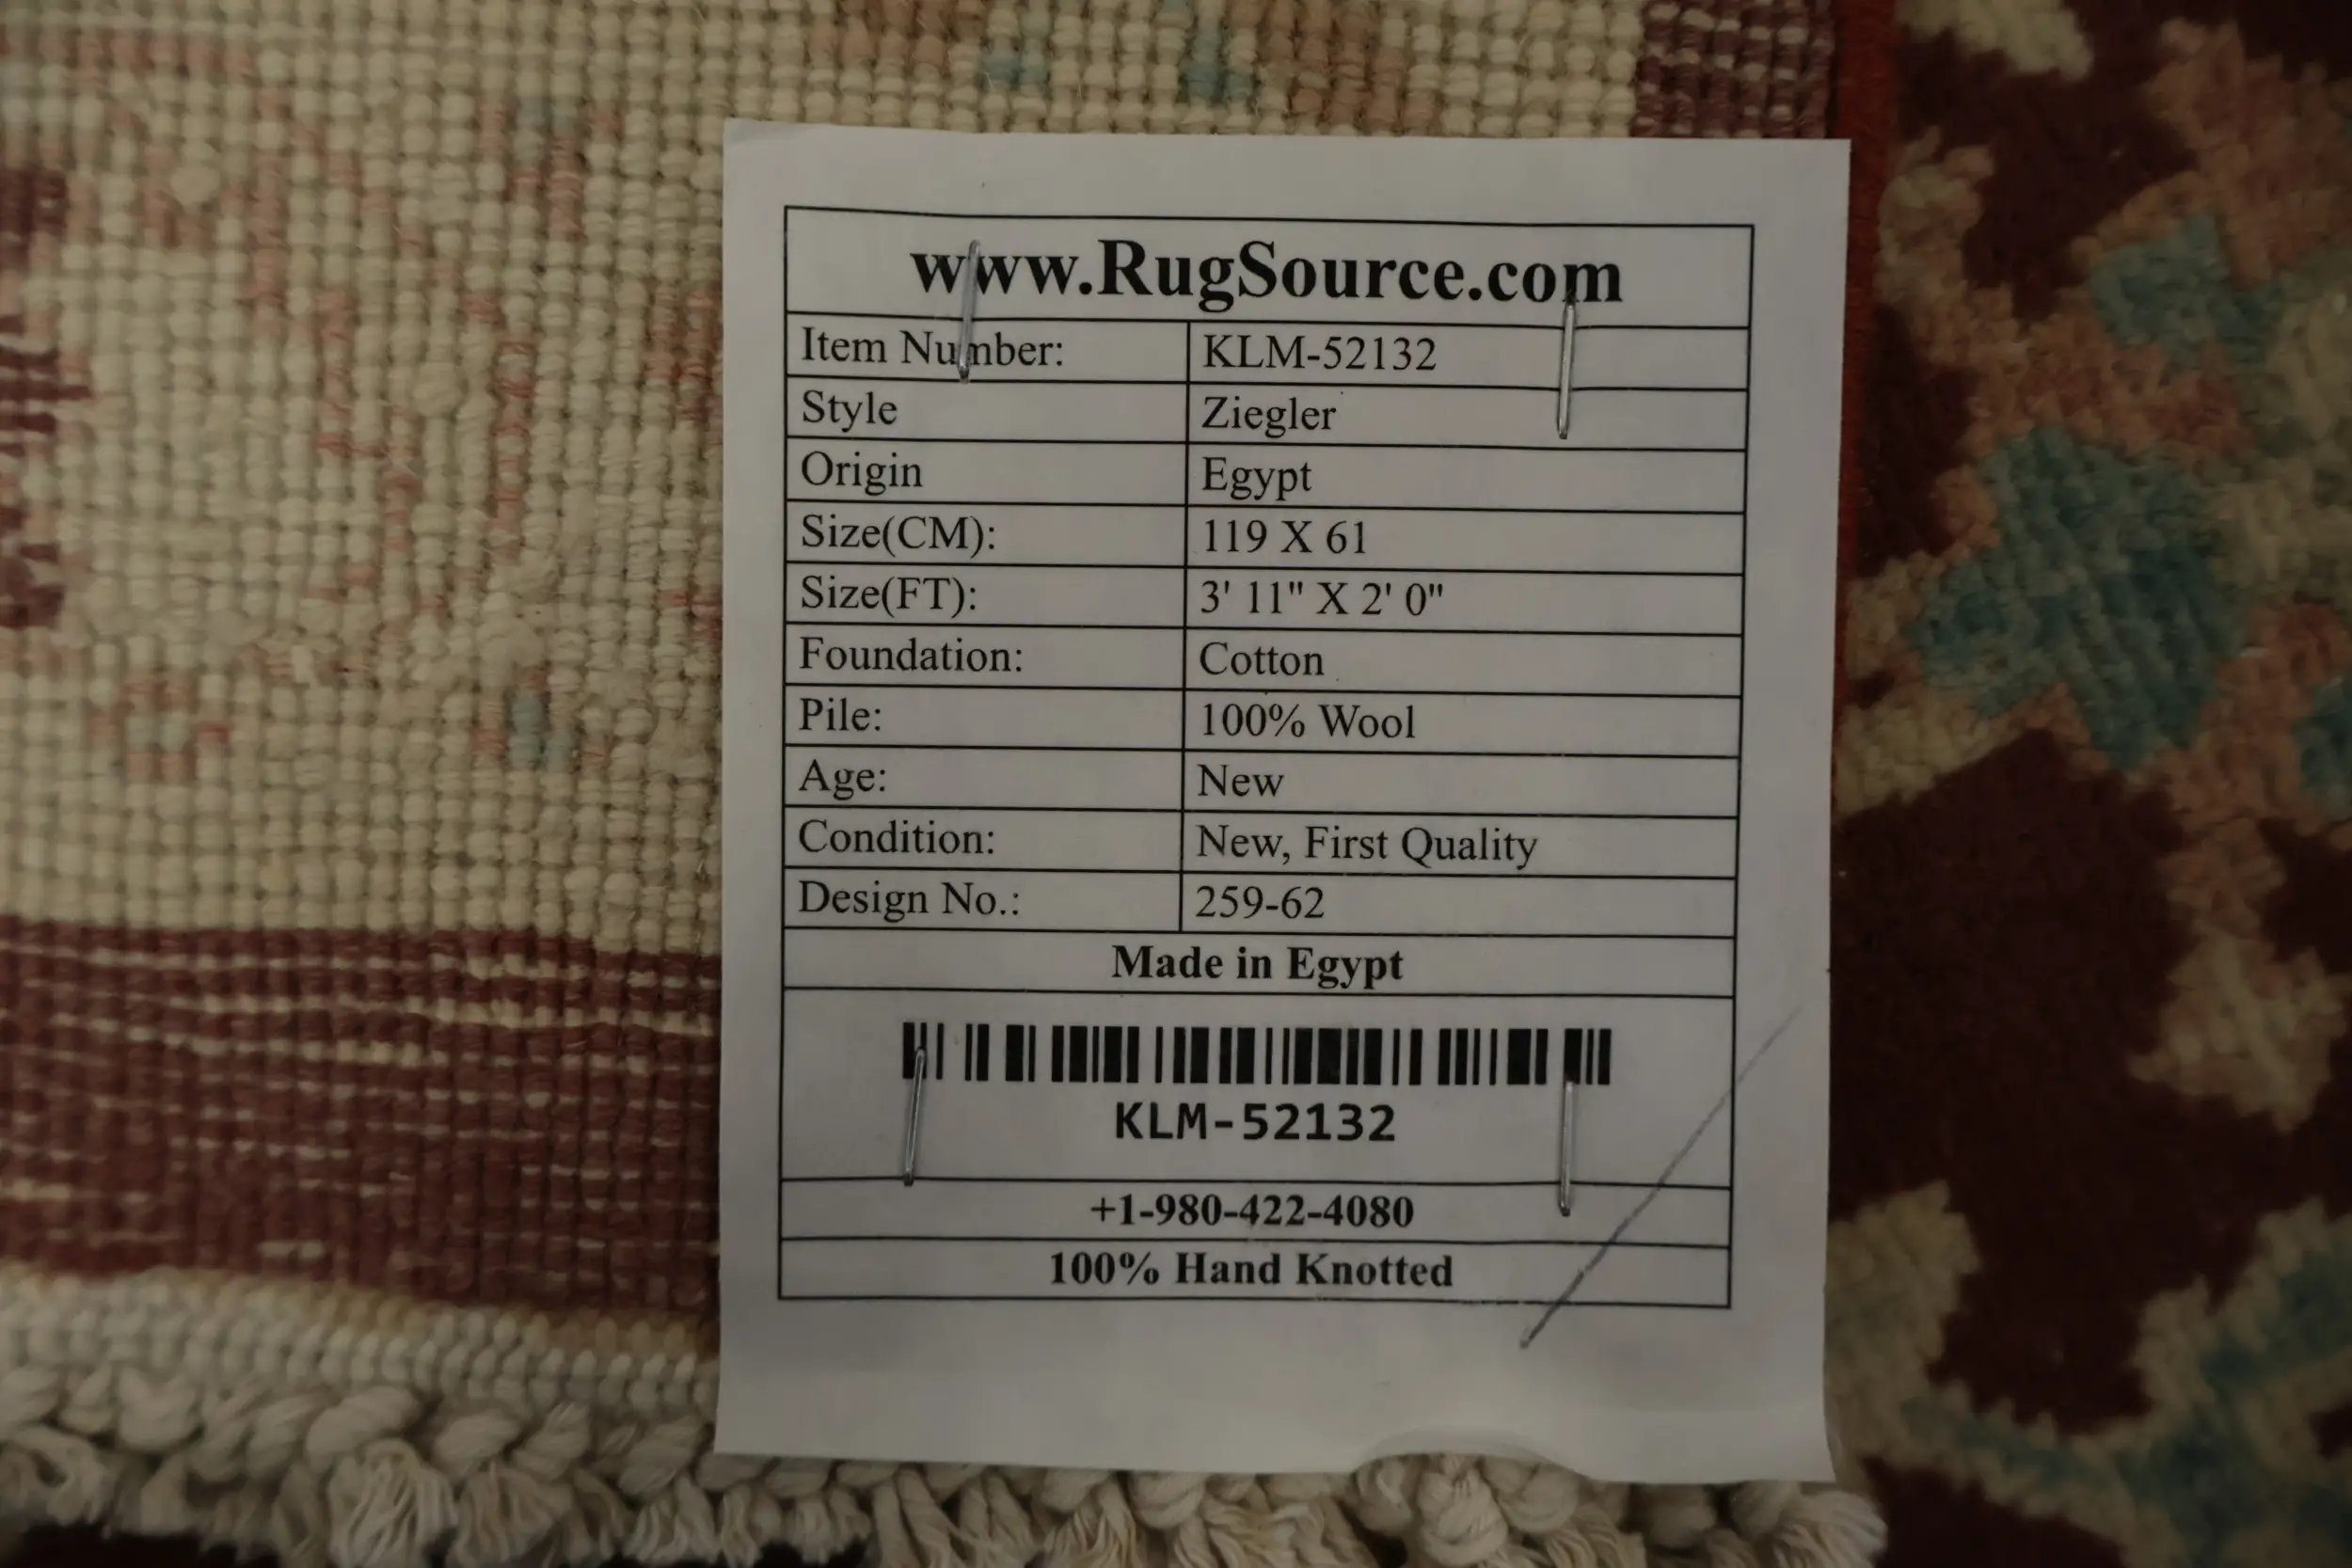 www.RugSource.com
Item Number: KLM-52132
Style Ziegler
Origin Egypt
Size(CM): 119 X 61
Size(FT): 3' 11" X 2' 0"
Foundation: Cotton
Pile: 100% Wool
Age: New
Condition: New, First Quality
Design No.: 259-62
Made in Egypt
KLM-52132
+1-980-422-4080
100% Hand Knotted